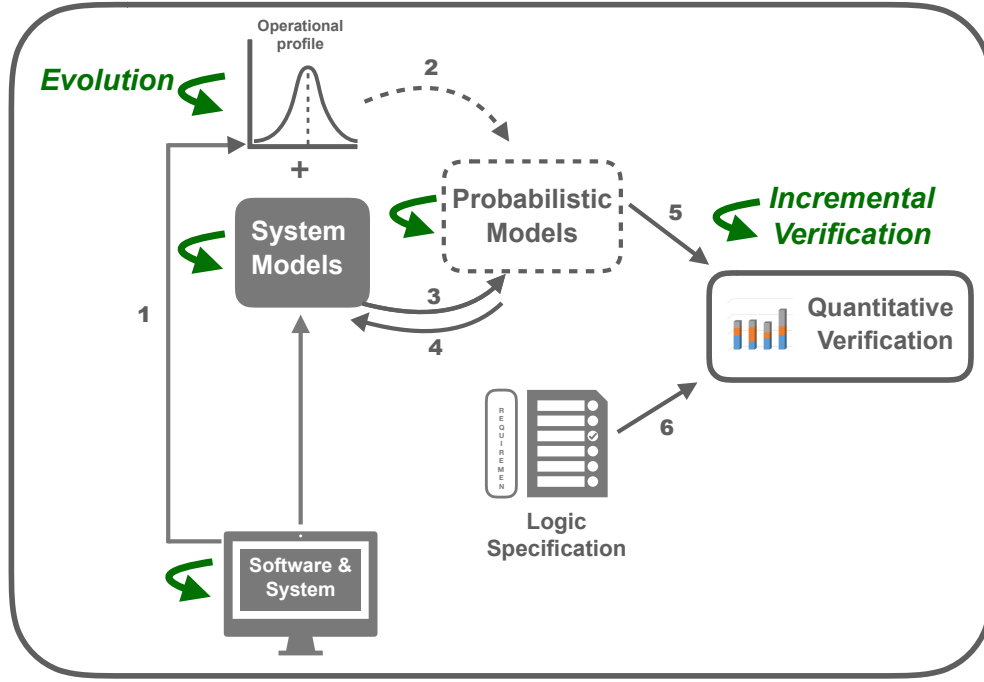 Operational
profile
Evolution
2
+
Probabilistic
Models
5
Incremental
Verification
System
Models
1
3
4
Quantitative
Verification
REQUIREMEN
6
Logic
Specification
Software &
System